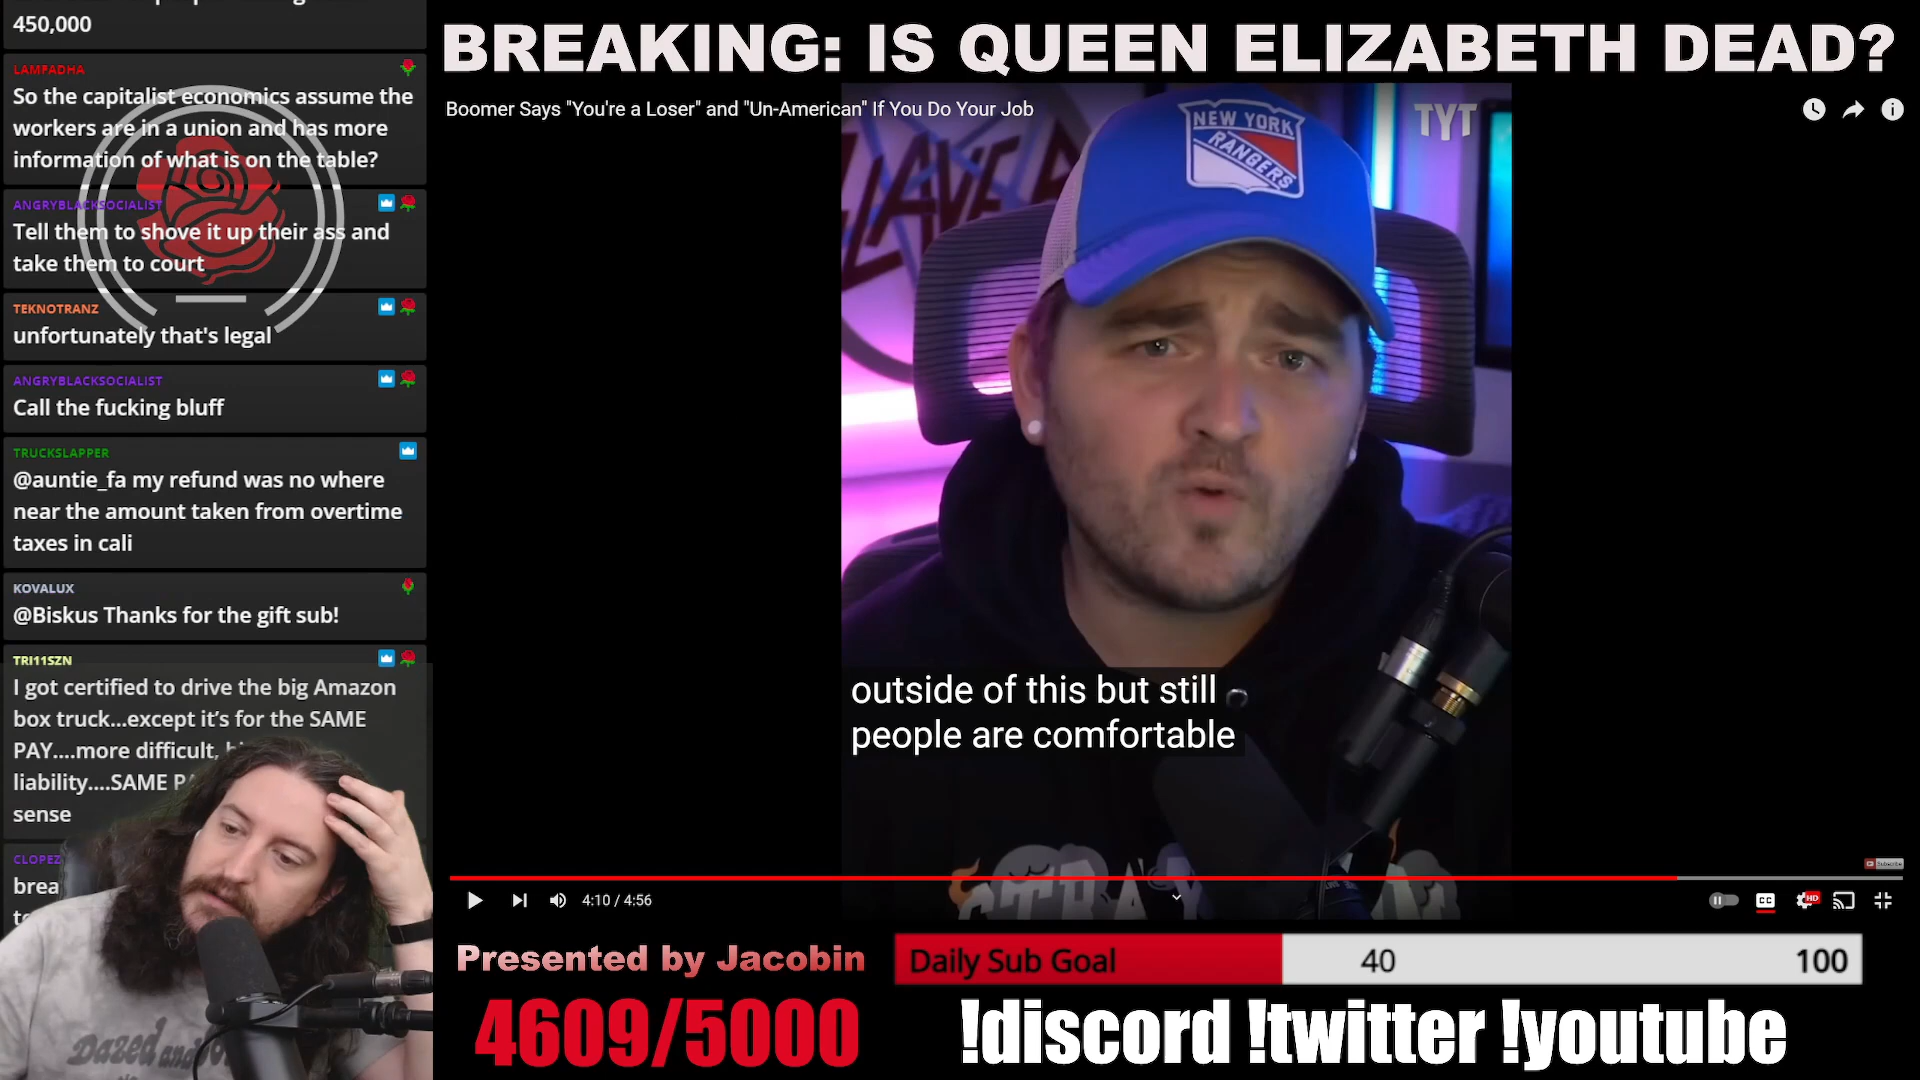 450,000
LAMFADHA
So the capitalist economics assume the
workers are in a union and has more
information of what is on the table?
ANGRYBLACKSOCIALIST
Tell them to shove it up their ass and
take them to court
TEKNOTRANZ
unfortunately that's legal
ANGRYBLACKSOCIALIST
Call the fucking bluff
TRUCKSLAPPER
@auntie_fa my refund was no where
near the amount taken from overtime
taxes in cali
KOVALUX
@Biskus Thanks for the gift sub!
TRI11SZN
I got certified to drive the big Amazon
box truck...except it's for the SAME
PAY....more difficult,
liability....SAME
sense
CLOPEZ
brea
BREAKING: IS QUEEN ELIZABETH DEAD?
Boomer Says "You're a Loser" and "Un-American" If You Do Your Job
TYT
NEW YORK
RANGERS
outside of this but still
people are comfortable
Subscribe
4:10 / 4:56
CC
HD
Presented by Jacobin
Daily Sub Goal
40
100
4609/5000
!discord !twitter !youtube
Dazed and